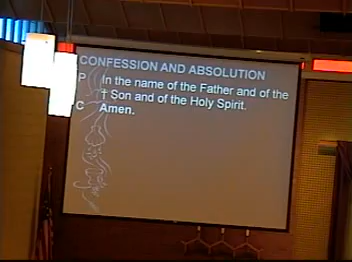 CONFESSION AND ABSOLUTION
P In the name of the Father and of the
† Son and of the Holy Spirit.
C Amen.